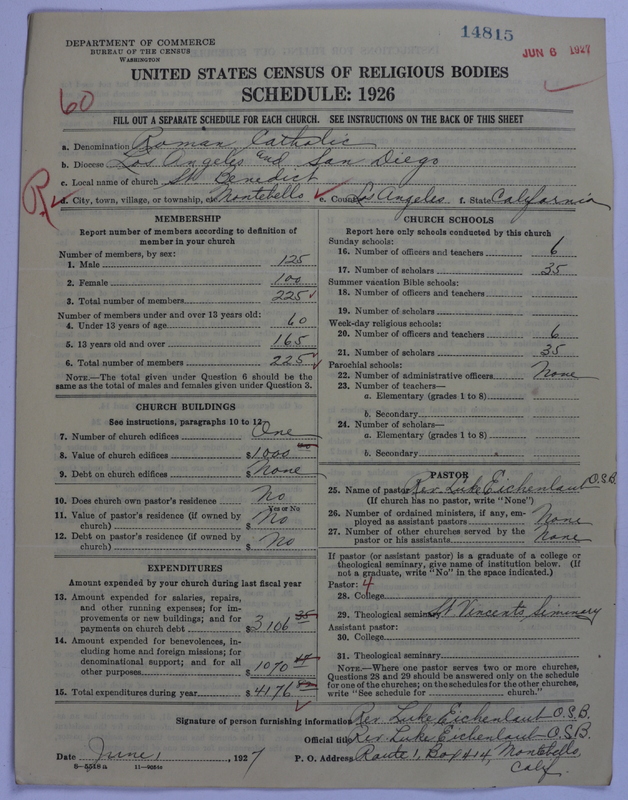 14815
JUN 6 1927
DEPARTMENT OF COMMERCE
BUREAU OF THE CENSUS
WASHINGTON
UNITED STATES CENSUS OF RELIGIOUS BODIES
SCHEDULE: 1926
60
FILL OUT A SEPARATE SCHEDULE FOR EACH CHURCH. SEE INSTRUCTIONS ON THE BACK OF THIS SHEET
a. Denomination Roman Catholic
b. Diocese Los Angeles and San Diego
c. Local name of church St Benedict
R
d. City, town, village, or township, etc. Montebello e. County Los Angeles f. State California
MEMBERSHIP
Report number of members according to definition of member in your church
Number of members, by sex:
1. Male 125
2. Female 100
3. Total number of members 225
Number of members under and over 13 years old:
4. Under 13 years of age 60
5. 13 years old and over 165
6. Total number of members 225
NOTE.—The total given under Question 6 should be the
same as the total of males and females given under Question 3.
CHURCH BUILDINGS
See instructions, paragraphs 10 to 12
7. Number of church edifices One
8. Value of church edifices $1000
9. Debt on church edifices $None
10. Does church own pastor's residence No
Yes or No
11. Value of pastor's residence (if owned by
church) $No
12. Debt on pastor's residence (if owned by
church) $No
EXPENDITURES
Amount expended by your church during last fiscal year
13. Amount expended for salaries, repairs,
and other running expenses; for im-
provements or new buildings; and for
payments on church debt $3106
14. Amount expended for benevolences, in-
cluding home and foreign missions; for
denominational support; and for all
other purposes $1070
15. Total expenditures during year $4176
CHURCH SCHOOLS
Report here only schools conducted by this church
Sunday schools:
16. Number of officers and teachers 6
17. Number of scholars 35
Summer vacation Bible schools:
18. Number of officers and teachers
19. Number of scholars
Week-day religious schools:
20. Number of officers and teachers 6
21. Number of scholars 35
Parochial schools:
22. Number of administrative officers None
23. Number of teachers—
a. Elementary (grades 1 to 8)
b. Secondary
24. Number of scholars—
a. Elementary (grades 1 to 8)
b. Secondary
PASTOR
25. Name of pastor Rev. Luke Eichenlaub O.S.B.
(If church has no pastor, write "None")
26. Number of ordained ministers, if any, em-
ployed as assistant pastors None
27. Number of other churches served by the
pastor or his assistants None
If pastor (or assistant pastor) is a graduate of a college or
theological seminary, give name of institution below. (If
not a graduate, write "No" in the space indicated.)
Pastor: 4
28. College
29. Theological seminary St Vincents Seminary
Assistant pastor:
30. College
31. Theological seminary
NOTE.—Where one pastor serves two or more churches,
Questions 28 and 29 should be answered only on the schedule
for one of the churches; on the schedules for the other churches,
write "See schedule for church."
Signature of person furnishing information Rev. Luke Eichenlaub O.S.B.
Official title Rev. Luke Eichenlaub O.S.B.
Date June 1, 1927 P. O. Address Route 1, Box 414, Montebello
Calif.